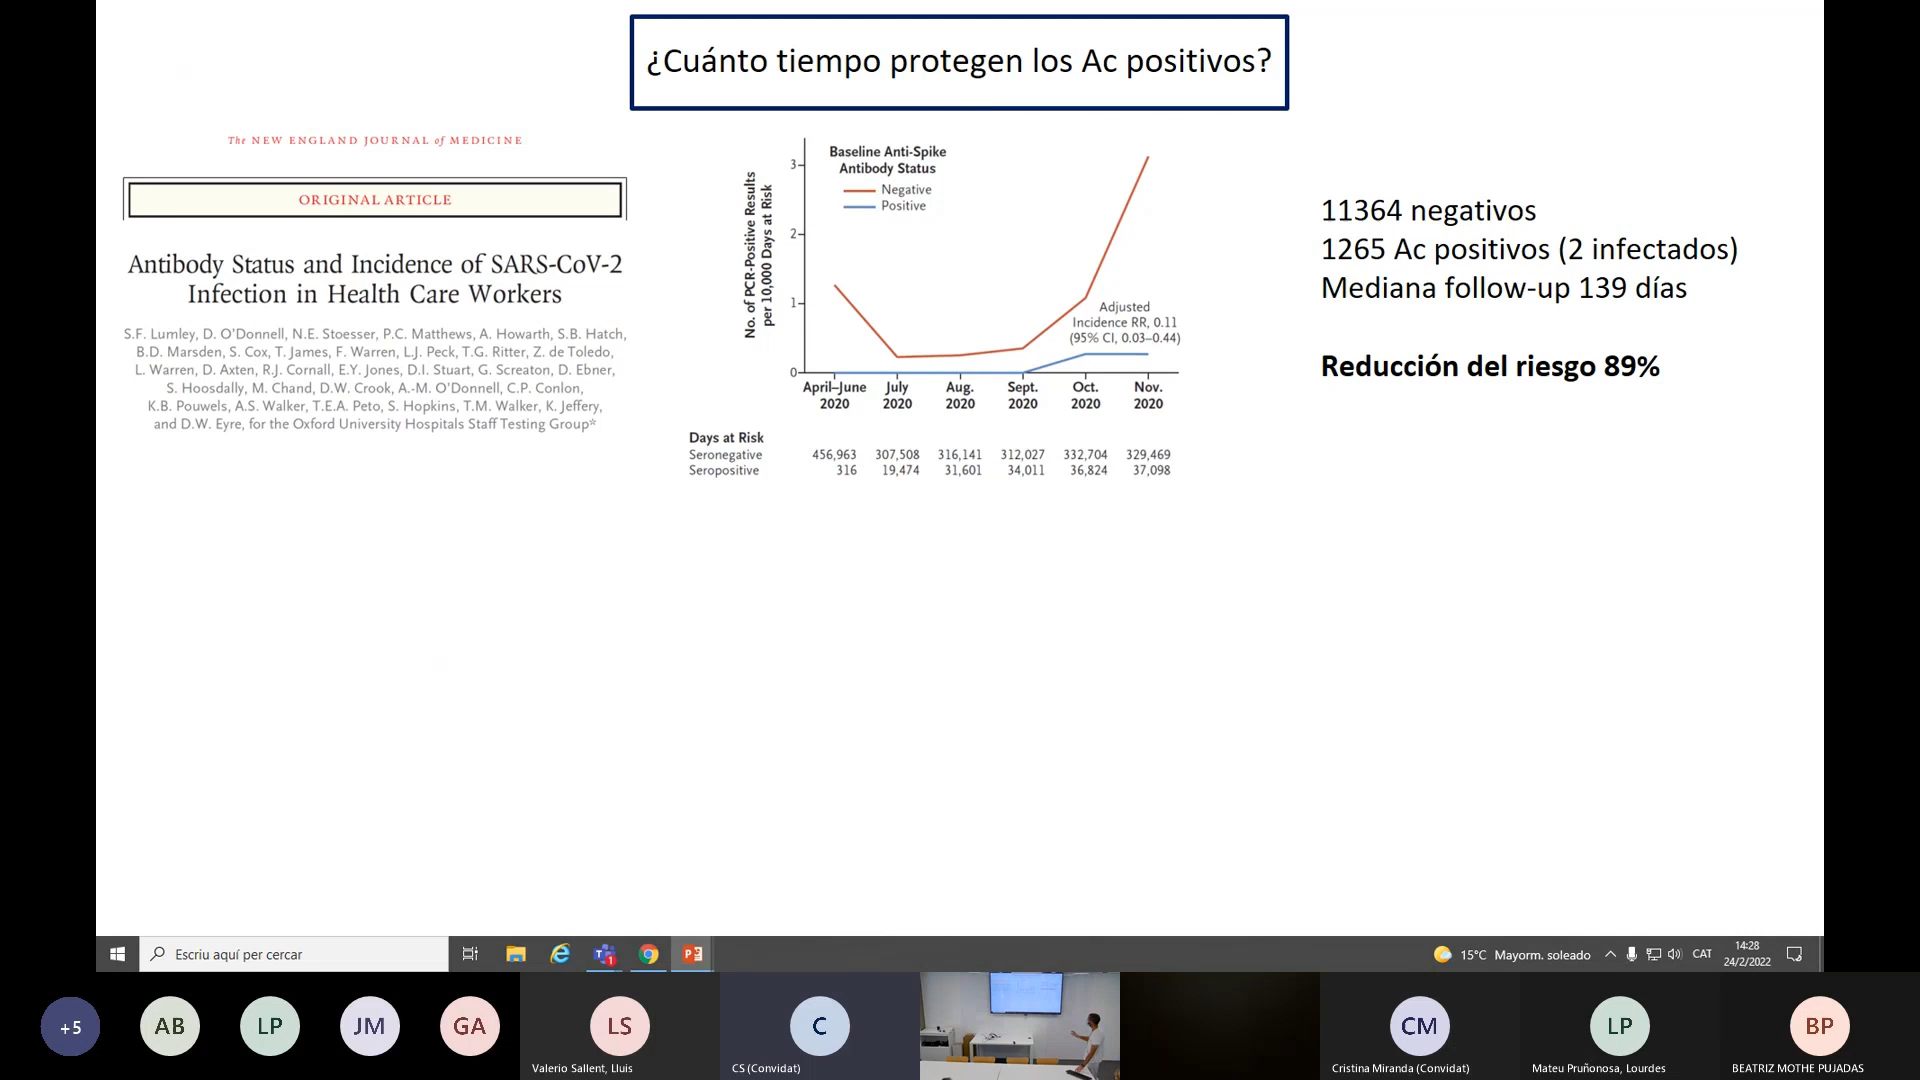 ¿Cuánto tiempo protegen los Ac positivos?
The NEW ENGLAND JOURNAL of MEDICINE
ORIGINAL ARTICLE
Antibody Status and Incidence of SARS-CoV-2
Infection in Health Care Workers
S.F. Lumley, D. O'Donnell, N.E. Stoesser, P.C. Matthews, A. Howarth, S.B. Hatch,
B.D. Marsden, S. Cox, T. James, F. Warren, L.J. Peck, T.G. Ritter, Z. de Toledo,
L. Warren, D. Axten, R.J. Cornall, E.Y. Jones, D.I. Stuart, G. Screaton, D. Ebner,
S. Hoosdally, M. Chand, D.W. Crook, A.-M. O'Donnell, C.P. Conlon,
K.B. Pouwels, A.S. Walker, T.E.A. Peto, S. Hopkins, T.M. Walker, K. Jeffery,
and D.W. Eyre, for the Oxford University Hospitals Staff Testing Group*
No. of PCR-Positive Results
per 10,000 Days at Risk
3
2
1
0
Baseline Anti-Spike
Antibody Status
Negative
Positive
Adjusted
Incidence RR, 0.11
(95% CI, 0.03–0.44)
April–June July Aug. Sept. Oct. Nov.
2020 2020 2020 2020 2020 2020
Days at Risk
Seronegative 456,963 307,508 316,141 312,027 332,704 329,469
Seropositive 316 19,474 31,601 34,011 36,824 37,098
11364 negativos
1265 Ac positivos (2 infectados)
Mediana follow-up 139 días
Reducción del riesgo 89%
Escriu aquí per cercar
15°C Mayorm. soleado
CAT
14:28
24/2/2022
+5
AB
LP
JM
GA
LS
Valerio Sallent, Lluis
C
CS (Convidat)
CM
Cristina Miranda (Convidat)
LP
Mateu Pruñonosa, Lourdes
BP
BEATRIZ MOTHE PUJADAS